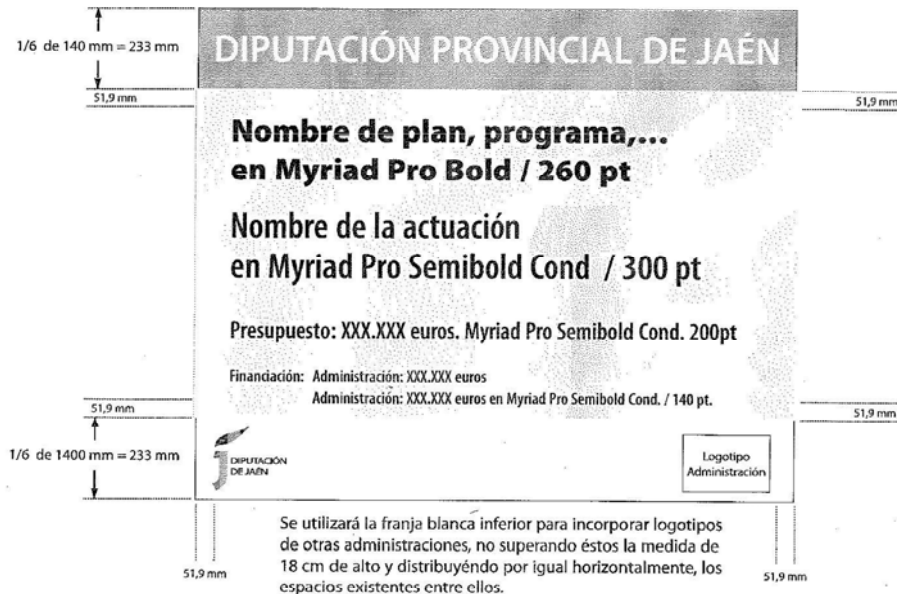 DIPUTACIÓN PROVINCIAL DE JAÉN
1/6 de 140 mm = 233 mm
51,9 mm
51,9 mm
Nombre de plan, programa,...
en Myriad Pro Bold / 260 pt
Nombre de la actuación
en Myriad Pro Semibold Cond / 300 pt
Presupuesto: XXX.XXX euros. Myriad Pro Semibold Cond. 200pt
Financiación: Administración: XXX.XXX euros
Administración: XXX.XXX euros en Myriad Pro Semibold Cond. / 140 pt.
51,9 mm
51,9 mm
1/6 de 1400 mm = 233 mm
DIPUTACIÓN
DE JAÉN
Logotipo
Administración
Se utilizará la franja blanca inferior para incorporar logotipos
de otras administraciones, no superando éstos la medida de
18 cm de alto y distribuyéndo por igual horizontalmente, los
espacios existentes entre ellos.
51,9 mm
51,9 mm